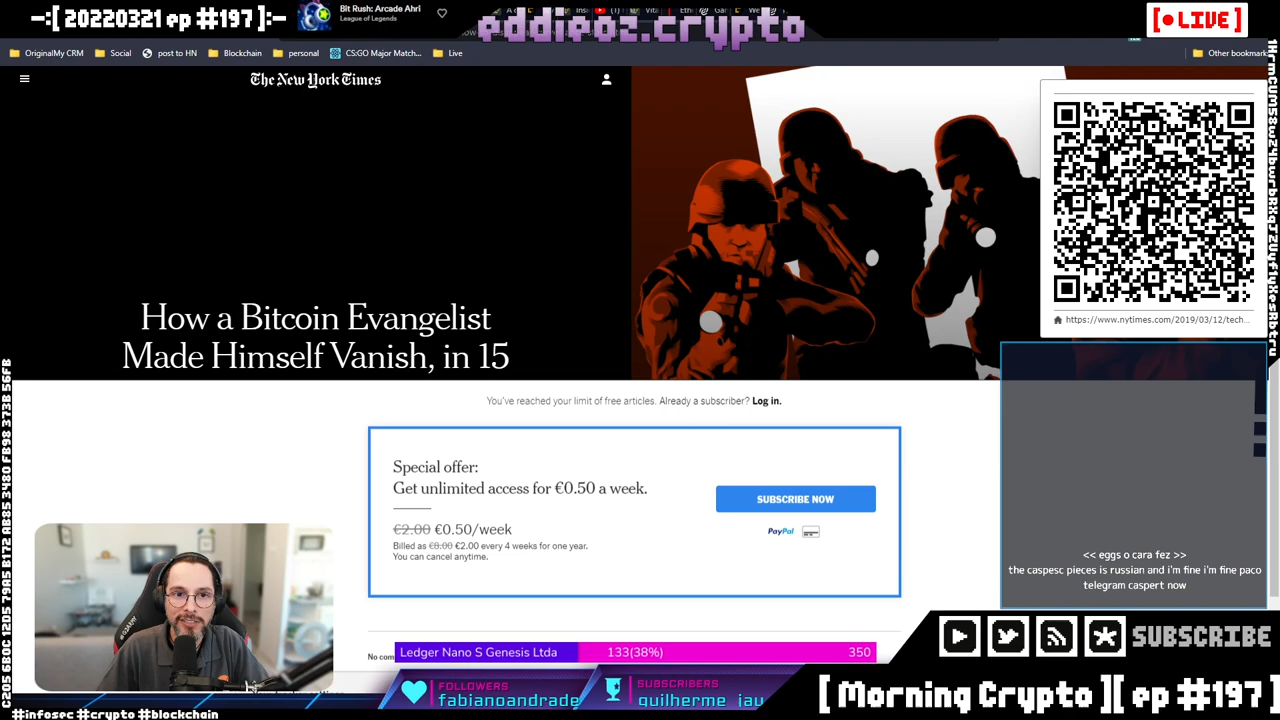 -:[ 20220321 ep #197 ]:-
Bit Rush: Arcade Ahri
League of Legends
eddieoz.crypto
[●LIVE]
OriginalMy CRM
Social
post to HN
Blockchain
personal
CS:GO Major Match...
Live
Other bookmark
The New York Times
How a Bitcoin Evangelist
Made Himself Vanish, in 15
https://www.nytimes.com/2019/03/12/tech...
You've reached your limit of free articles. Already a subscriber? Log in.
Special offer:
Get unlimited access for €0.50 a week.
€2.00 €0.50/week
Billed as €8.00 €2.00 every 4 weeks for one year.
You can cancel anytime.
SUBSCRIBE NOW
PayPal
<< eggs o cara fez >>
the caspesc pieces is russian and i'm fine i'm fine paco
telegram caspert now
SUBSCRIBE
No com
Ledger Nano S Genesis Ltda 133(38%) 350
FOLLOWERS
fabianoandrade
SUBSCRIBERS
guilherme_jau
[ Morning Crypto ][ ep #197 ]
#infosec #crypto #blockchain